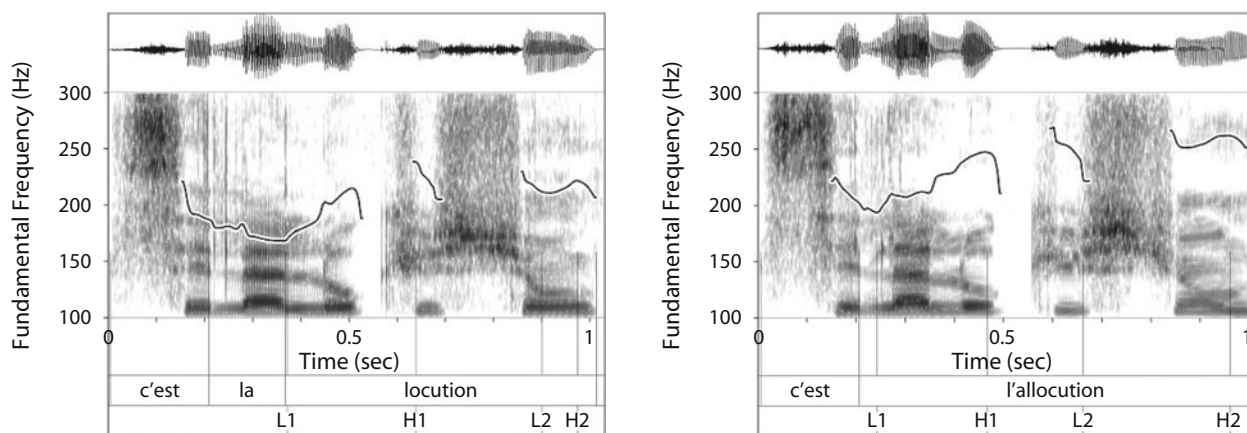 Fundamental Frequency (Hz)
300
250
200
150
100
0 0.5 1
Time (sec)
c'est la locution
L1 H1 L2 H2
Fundamental Frequency (Hz)
300
250
200
150
100
0 0.5 1
Time (sec)
c'est l'allocution
L1 H1 L2 H2